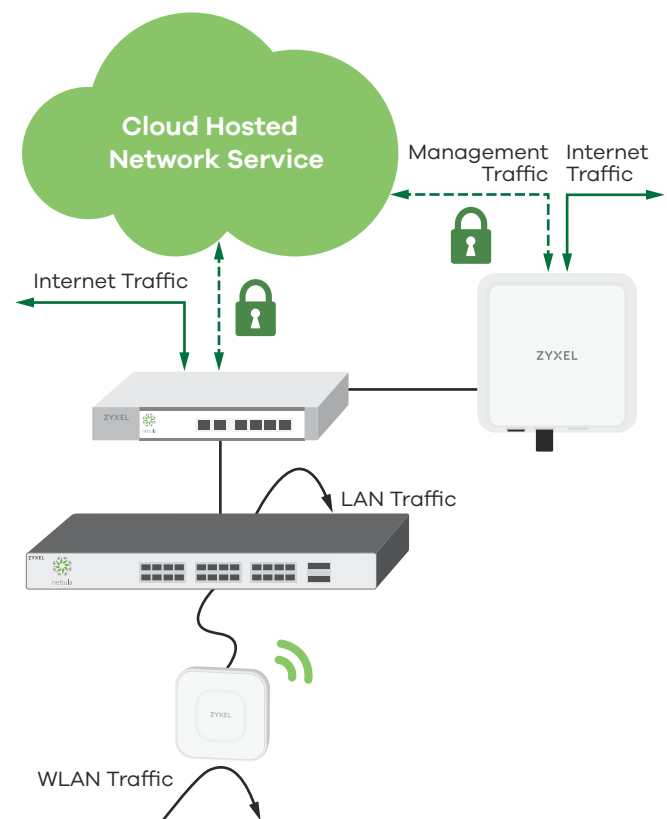 Cloud Hosted
Network Service
Management
Traffic
Internet
Traffic
Internet Traffic
ZYXEL
ZYXEL
nebula
LAN Traffic
ZYXEL
nebula
ZYXEL
WLAN Traffic